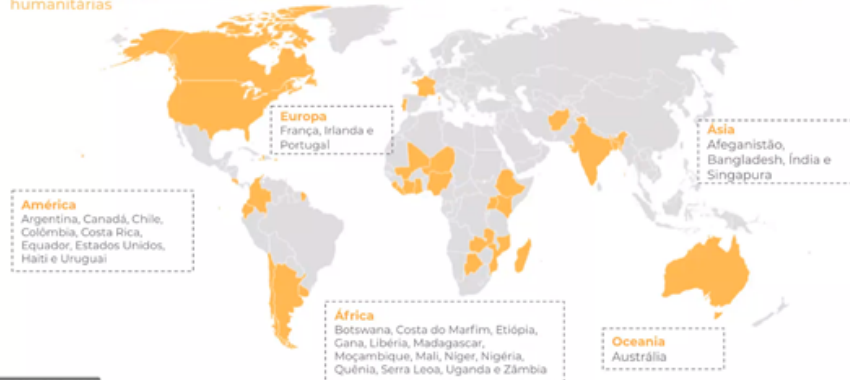 humanitárias
Europa
França, Irlanda e
Portugal
Ásia
Afeganistão,
Bangladesh, Índia e
Singapura
América
Argentina, Canadá, Chile,
Colômbia, Costa Rica,
Equador, Estados Unidos,
Haiti e Uruguai
África
Botswana, Costa do Marfim, Etiópia,
Gana, Libéria, Madagascar,
Moçambique, Mali, Níger, Nigéria,
Quênia, Serra Leoa, Uganda e Zâmbia
Oceania
Austrália